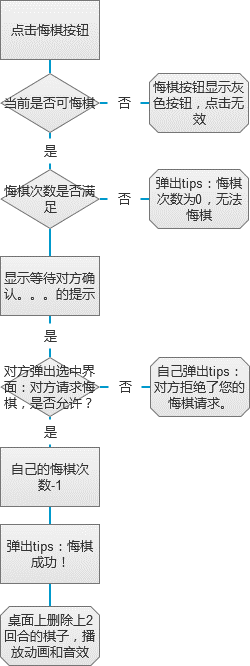 点击悔棋按钮
当前是否可悔棋
否
悔棋按钮显示灰
色按钮，点击无
效
是
悔棋次数是否满
足
否
弹出tips：悔棋
次数为0，无法
悔棋
显示等待对方确
认。。。的提示
是
对方弹出选中界
面：对方请求悔
棋，是否允许？
否
自己弹出tips：
对方拒绝了您的
悔棋请求。
是
自己的悔棋次
数-1
弹出tips：悔棋
成功！
桌面上删除上2
回合的棋子，播
放动画和音效